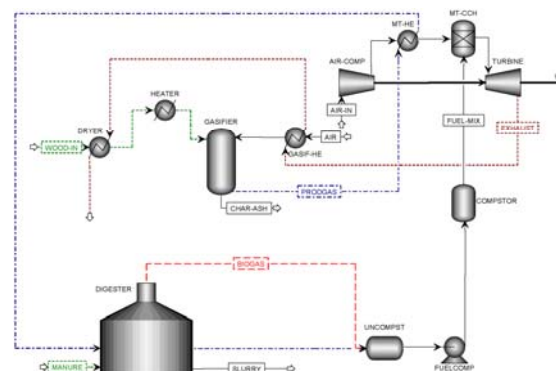 MT-HE
MT-CCH
AIR-COMP
TURBINE
HEATER
GASIFIER
AIR-IN
DRYER
FUEL-MIX
EXHAUST
WOOD-IN
AIR
GASIF-HE
PRODGAS
CHAR-ASH
COMPSTOR
BIOGAS
DIGESTER
UNCOMPST
MANURE
SLURRY
FUELCOMP